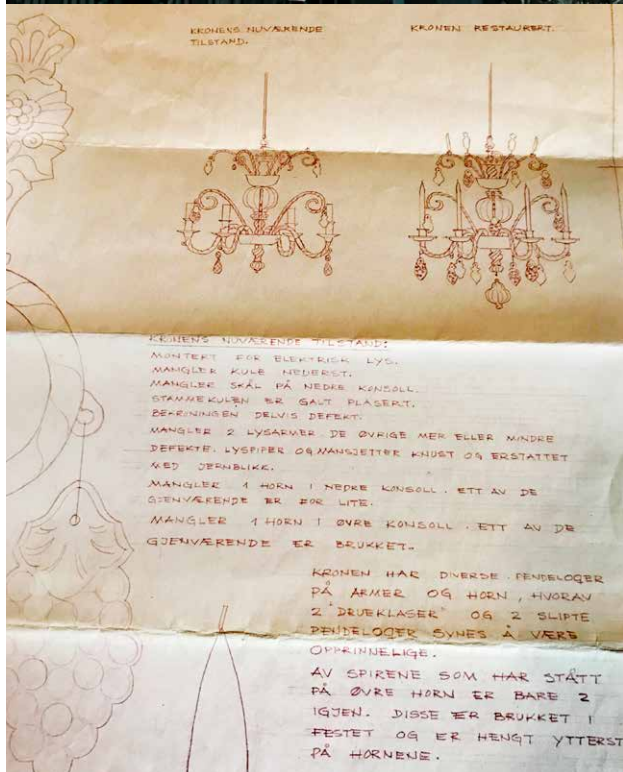 KRONENS NUVÆRENDE
TILSTAND.
KRONEN RESTAURERT.
KRONENS NUVÆRENDE TILSTAND:
MONTERT FOR ELEKTRISK LYS.
MANGLER KULE NEDERST.
MANGLER SKÅL PÅ NEDRE KONSOLL.
STAMMEKULEN ER GALT PLASERT.
BEKRONINGEN DELVIS DEFEKT.
MANGLER 2 LYSARMER. DE ØVRIGE MER ELLER MINDRE
DEFEKTE. LYSPIPER OG MANSJETTER KNUST OG ERSTATTET
MED JERNBLIKK.
MANGLER 1 HORN I NEDRE KONSOLL. ETT AV DE
GJENVÆRENDE ER FOR LITE.
MANGLER 1 HORN I ØVRE KONSOLL. ETT AV DE
GJENVÆRENDE ER BRUKKET.
KRONEN HAR DIVERSE PENDELOGER
PÅ ARMER OG HORN, HVORAV
2 "DRUEKLASER" OG 2 SLIPTE
PENDELOGER SYNES Å VÆRE
OPPRINNELIGE.
AV SPIRENE SOM HAR STÅTT
PÅ ØVRE HORN ER BARE 2
IGJEN. DISSE ER BRUKKET I
FESTET OG ER HENGT YTTERST
PÅ HORNENE.